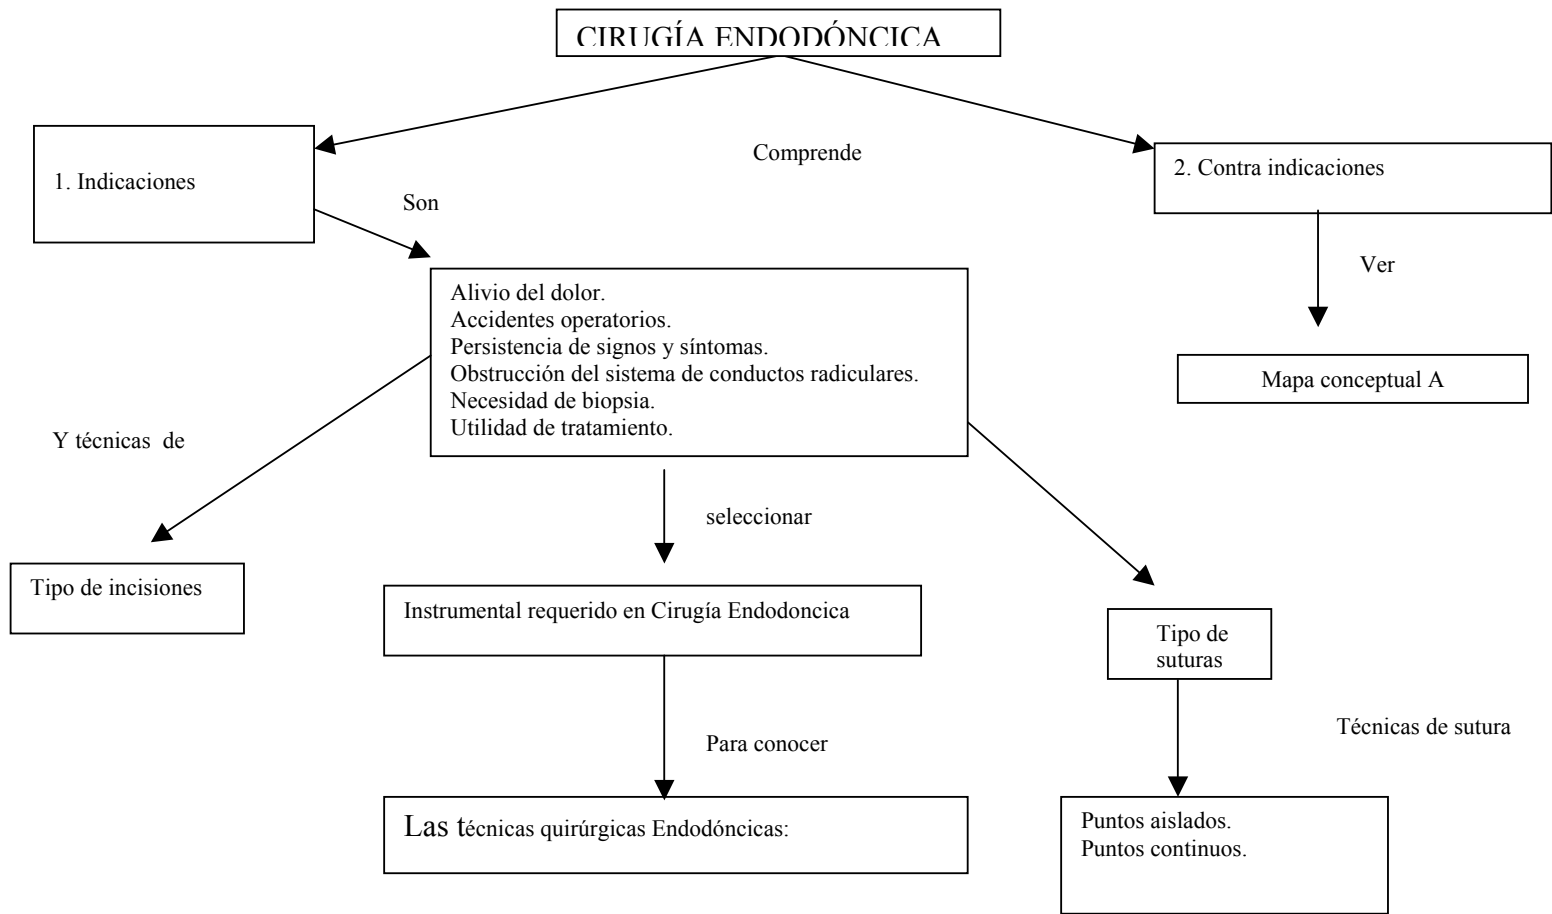 CIRUGÍA ENDODÓNCICA
Comprende
1. Indicaciones
2. Contra indicaciones
Son
Ver
Alivio del dolor.
Accidentes operatorios.
Persistencia de signos y síntomas.
Obstrucción del sistema de conductos radiculares.
Necesidad de biopsia.
Utilidad de tratamiento.
Mapa conceptual A
Y técnicas de
seleccionar
Tipo de incisiones
Instrumental requerido en Cirugía Endodoncica
Tipo de
suturas
Para conocer
Técnicas de sutura
Las técnicas quirúrgicas Endodóncicas:
Puntos aislados.
Puntos continuos.